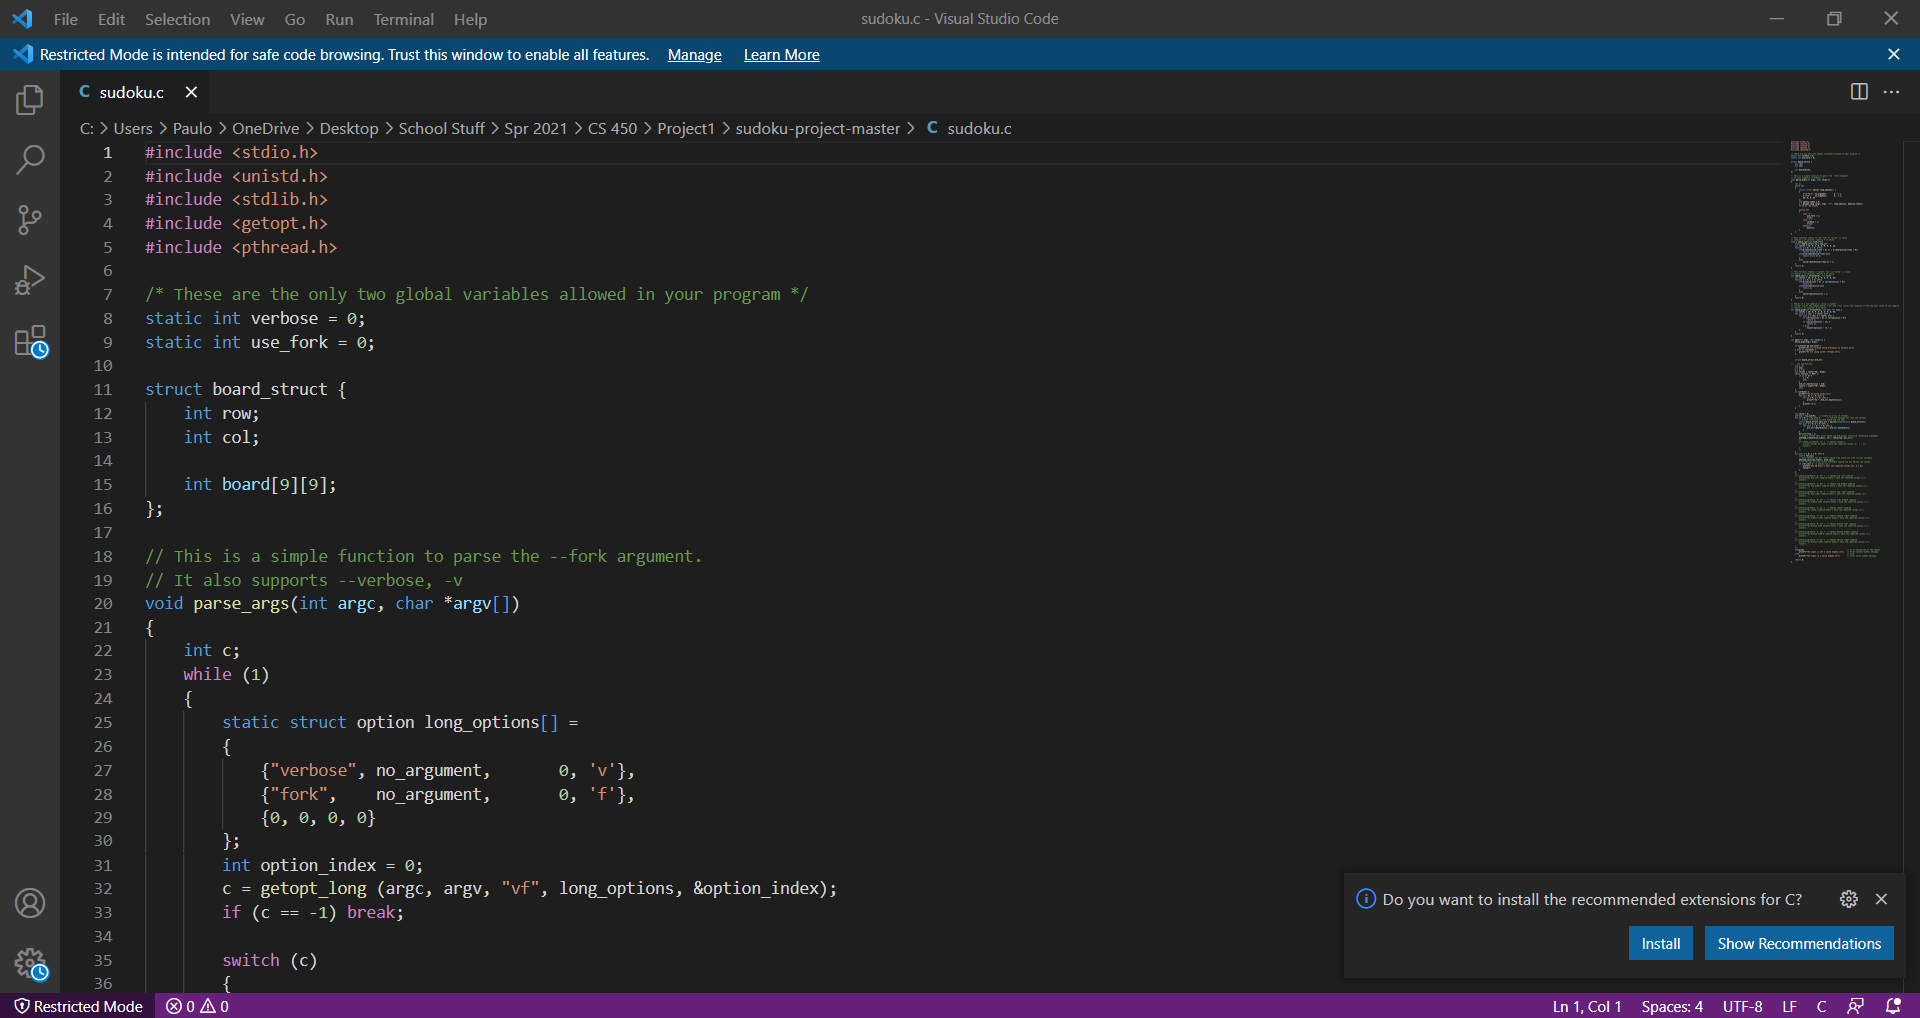 File Edit Selection View Go Run Terminal Help sudoku.c - Visual Studio Code
Restricted Mode is intended for safe code browsing. Trust this window to enable all features. Manage Learn More
C sudoku.c
C: > Users > Paulo > OneDrive > Desktop > School Stuff > Spr 2021 > CS 450 > Project1 > sudoku-project-master > C sudoku.c
1 #include <stdio.h>
2 #include <unistd.h>
3 #include <stdlib.h>
4 #include <getopt.h>
5 #include <pthread.h>
6
7 /* These are the only two global variables allowed in your program */
8 static int verbose = 0;
9 static int use_fork = 0;
10
11 struct board_struct {
12     int row;
13     int col;
14
15     int board[9][9];
16 };
17
18 // This is a simple function to parse the --fork argument.
19 // It also supports --verbose, -v
20 void parse_args(int argc, char *argv[])
21 {
22     int c;
23     while (1)
24     {
25         static struct option long_options[] =
26         {
27             {"verbose", no_argument,       0, 'v'},
28             {"fork",    no_argument,       0, 'f'},
29             {0, 0, 0, 0}
30         };
31         int option_index = 0;
32         c = getopt_long (argc, argv, "vf", long_options, &option_index);
33         if (c == -1) break;
34
35         switch (c)
36         {
Do you want to install the recommended extensions for C?
Install Show Recommendations
Restricted Mode 0 0 Ln 1, Col 1 Spaces: 4 UTF-8 LF C